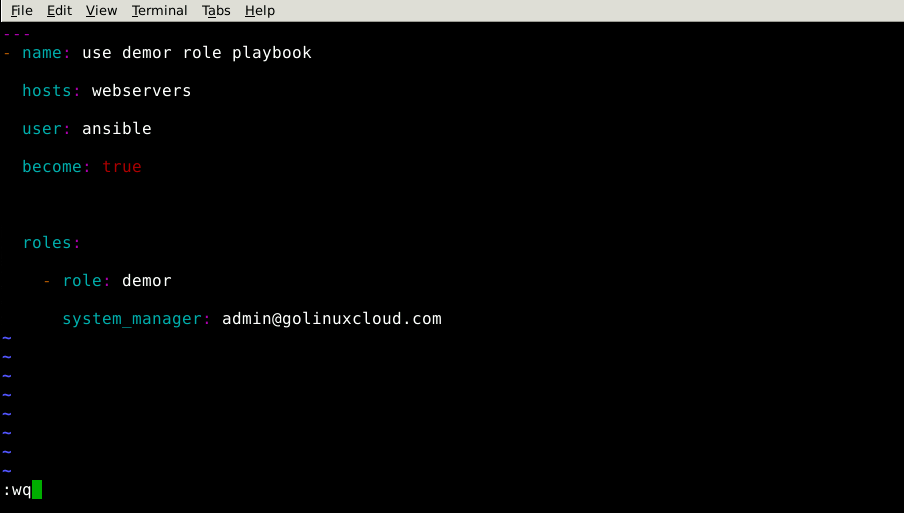 File Edit View Terminal Tabs Help
---
- name: use demor role playbook
hosts: webservers
user: ansible
become: true
roles:
- role: demor
system_manager: admin@golinuxcloud.com
~
~
~
~
~
~
~
~
:wq